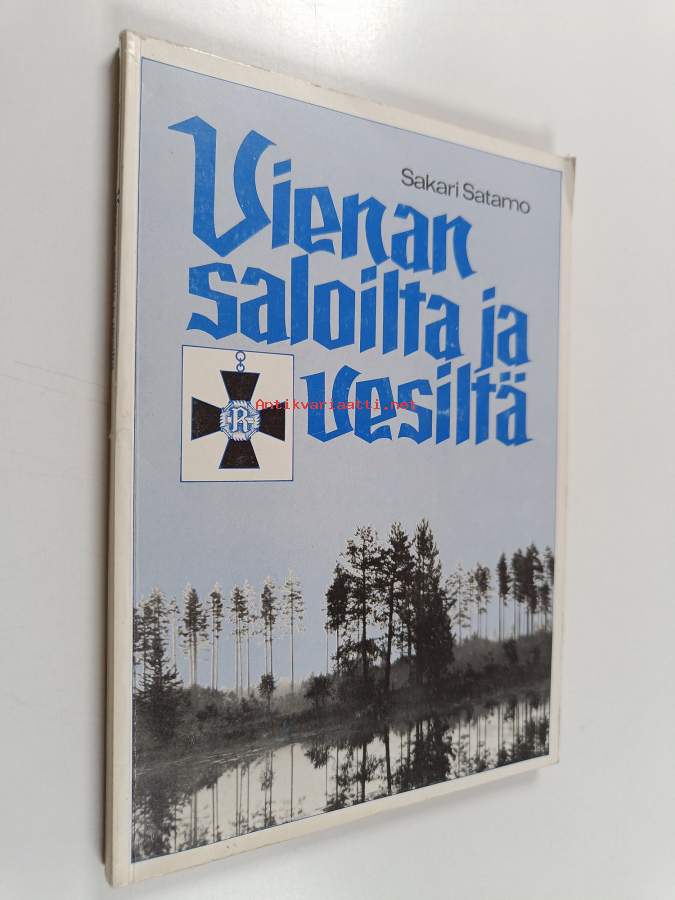 Sakari Satamo
Vienan
saloilta ja
vesiltä
R
Antikvariaatti.net